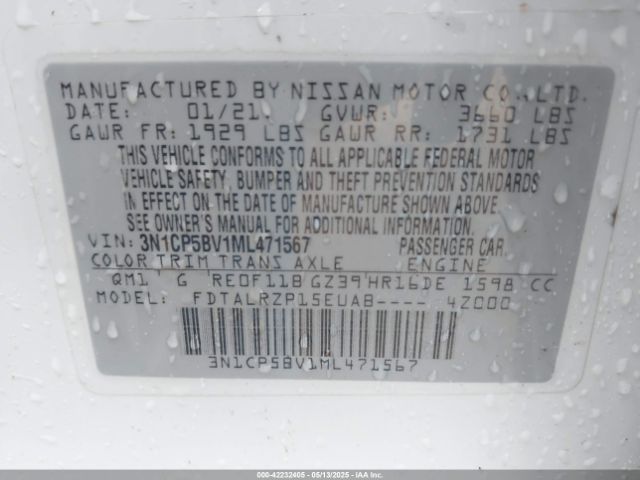 MANUFACTURED BY NISSAN MOTOR CO., LTD.
DATE: 01/21. GVWR: 3660 LBS
GAWR FR: 1929 LBS GAWR RR: 1731 LBS
THIS VEHICLE CONFORMS TO ALL APPLICABLE FEDERAL MOTOR
VEHICLE SAFETY, BUMPER AND THEFT PREVENTION STANDARDS
IN EFFECT ON THE DATE OF MANUFACTURE SHOWN ABOVE.
SEE OWNER'S MANUAL FOR ADDITIONAL INFORMATION.
VIN: 3N1CP5BV1ML471567 PASSENGER CAR.
COLOR TRIM TRANS AXLE ENGINE
QM1 G RE0F11B GZ39 HR16DE 1598 CC
MODEL: FDTALRZP15EUAB---- 4Z000
3N1CP5BV1ML471567
000-42232405 - 05/13/2025 - IAAI.COM